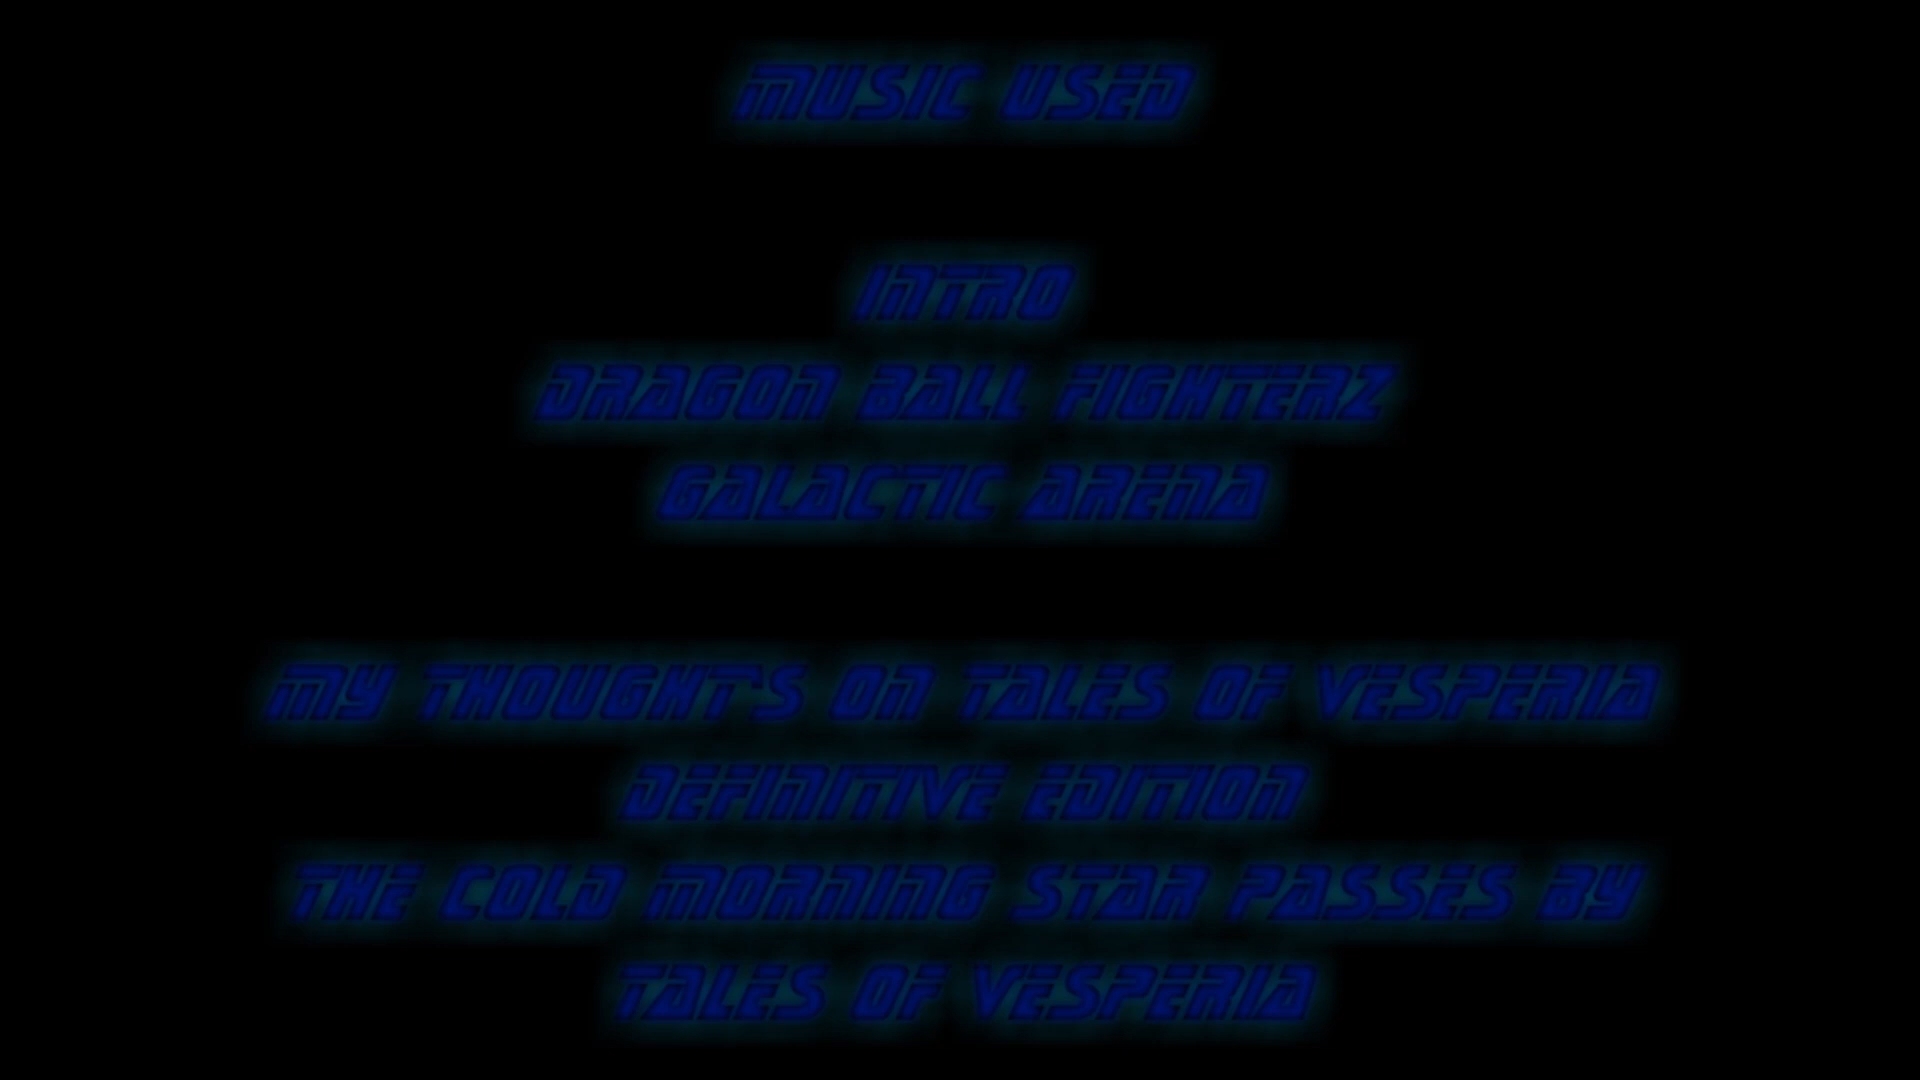 MUSIC USED
INTRO
DRAGON BALL FIGHTERZ
GALACTIC ARENA
MY THOUGHT'S ON TALES OF VESPERIA
DEFINITIVE EDITION
THE COLD MORNING STAR PASSES BY
TALES OF VESPERIA